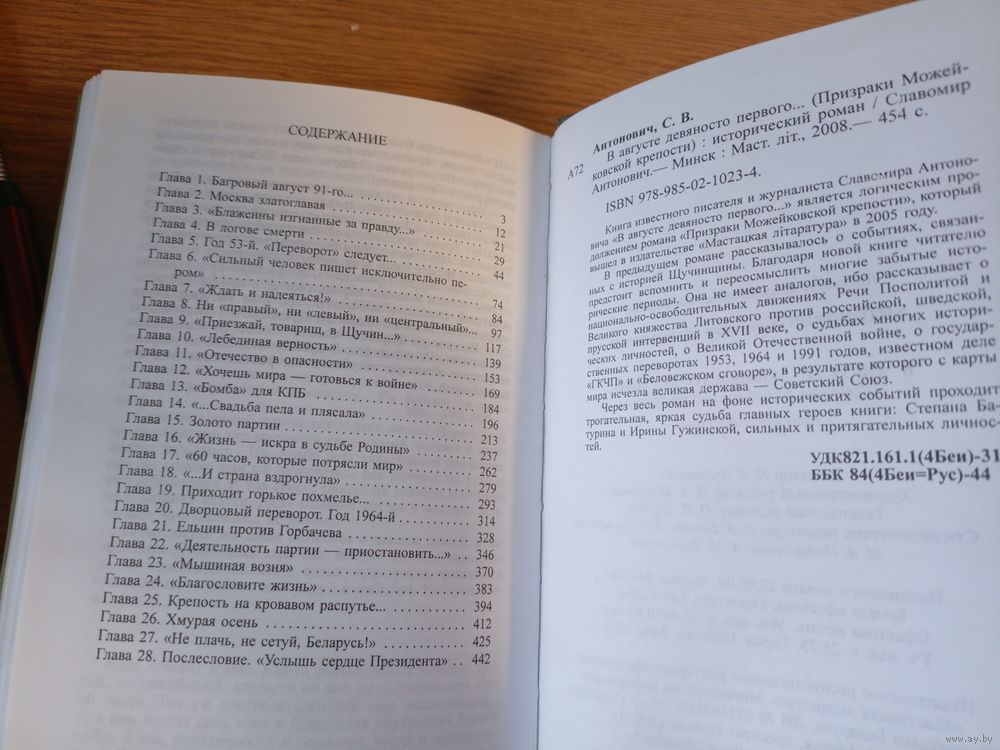 СОДЕРЖАНИЕ
Глава 1. Багровый август 91-го... 3
Глава 2. Москва златоглавая 12
Глава 3. «Блаженны изгнанные за правду...» 21
Глава 4. В логове смерти 29
Глава 5. Год 53-й. «Переворот» следует... 44
Глава 6. «Сильный человек пишет исключительно пе-
ром» 74
Глава 7. «Ждать и надеяться!» 84
Глава 8. Ни «правый», ни «левый», ни «центральный»... 97
Глава 9. «Приезжай, товарищ, в Щучин...» 117
Глава 10. «Лебединая верность» 139
Глава 11. «Отечество в опасности» 153
Глава 12. «Хочешь мира — готовься к войне» 169
Глава 13. «Бомба» для КПБ 184
Глава 14. «...Свадьба пела и плясала» 196
Глава 15. Золото партии 213
Глава 16. «Жизнь — искра в судьбе Родины» 237
Глава 17. «60 часов, которые потрясли мир» 262
Глава 18. «...И страна вздрогнула» 279
Глава 19. Приходит горькое похмелье... 293
Глава 20. Дворцовый переворот. Год 1964-й 314
Глава 21. Ельцин против Горбачева 328
Глава 22. «Деятельность партии — приостановить...» 346
Глава 23. «Мышиная возня» 370
Глава 24. «Благословите жизнь» 383
Глава 25. Крепость на кровавом распутье... 394
Глава 26. Хмурая осень 412
Глава 27. «Не плачь, не сетуй, Беларусь!» 425
Глава 28. Послесловие. «Услышь сердце Президента» 442
Антонович, С. В.
А72 В августе девяносто первого... (Призраки Можей-
ковской крепости) : исторический роман / Славомир
Антонович.— Минск : Маст. літ., 2008.— 454 с.
ISBN 978-985-02-1023-4.
Книга известного писателя и журналиста Славомира Антоно-
вича «В августе девяносто первого...» является логическим про-
должением романа «Призраки Можейковской крепости», который
вышел в издательстве «Мастацкая літаратура» в 2005 году.
В предыдущем романе рассказывалось о событиях, связан-
ных с историей Щучинщины. Благодаря новой книге читателю
предстоит вспомнить и переосмыслить многие забытые исто-
рические периоды. Она не имеет аналогов, ибо рассказывает о
национально-освободительных движениях Речи Посполитой и
Великого княжества Литовского против российской, шведской,
прусской интервенций в XVII веке, о судьбах многих истори-
ческих личностей, о Великой Отечественной войне, о государ-
ственных переворотах 1953, 1964 и 1991 годов, известном деле
«ГКЧП» и «Беловежском сговоре», в результате которого с карты
мира исчезла великая держава — Советский Союз.
Через весь роман на фоне исторических событий проходит
трогательная, яркая судьба главных героев книги: Степана Ба-
турина и Ирины Гужинской, сильных и притягательных личнос-
тей.
УДК821.161.1(4Беи)-31
ББК 84(4Беи=Рус)-44
www.ay.by